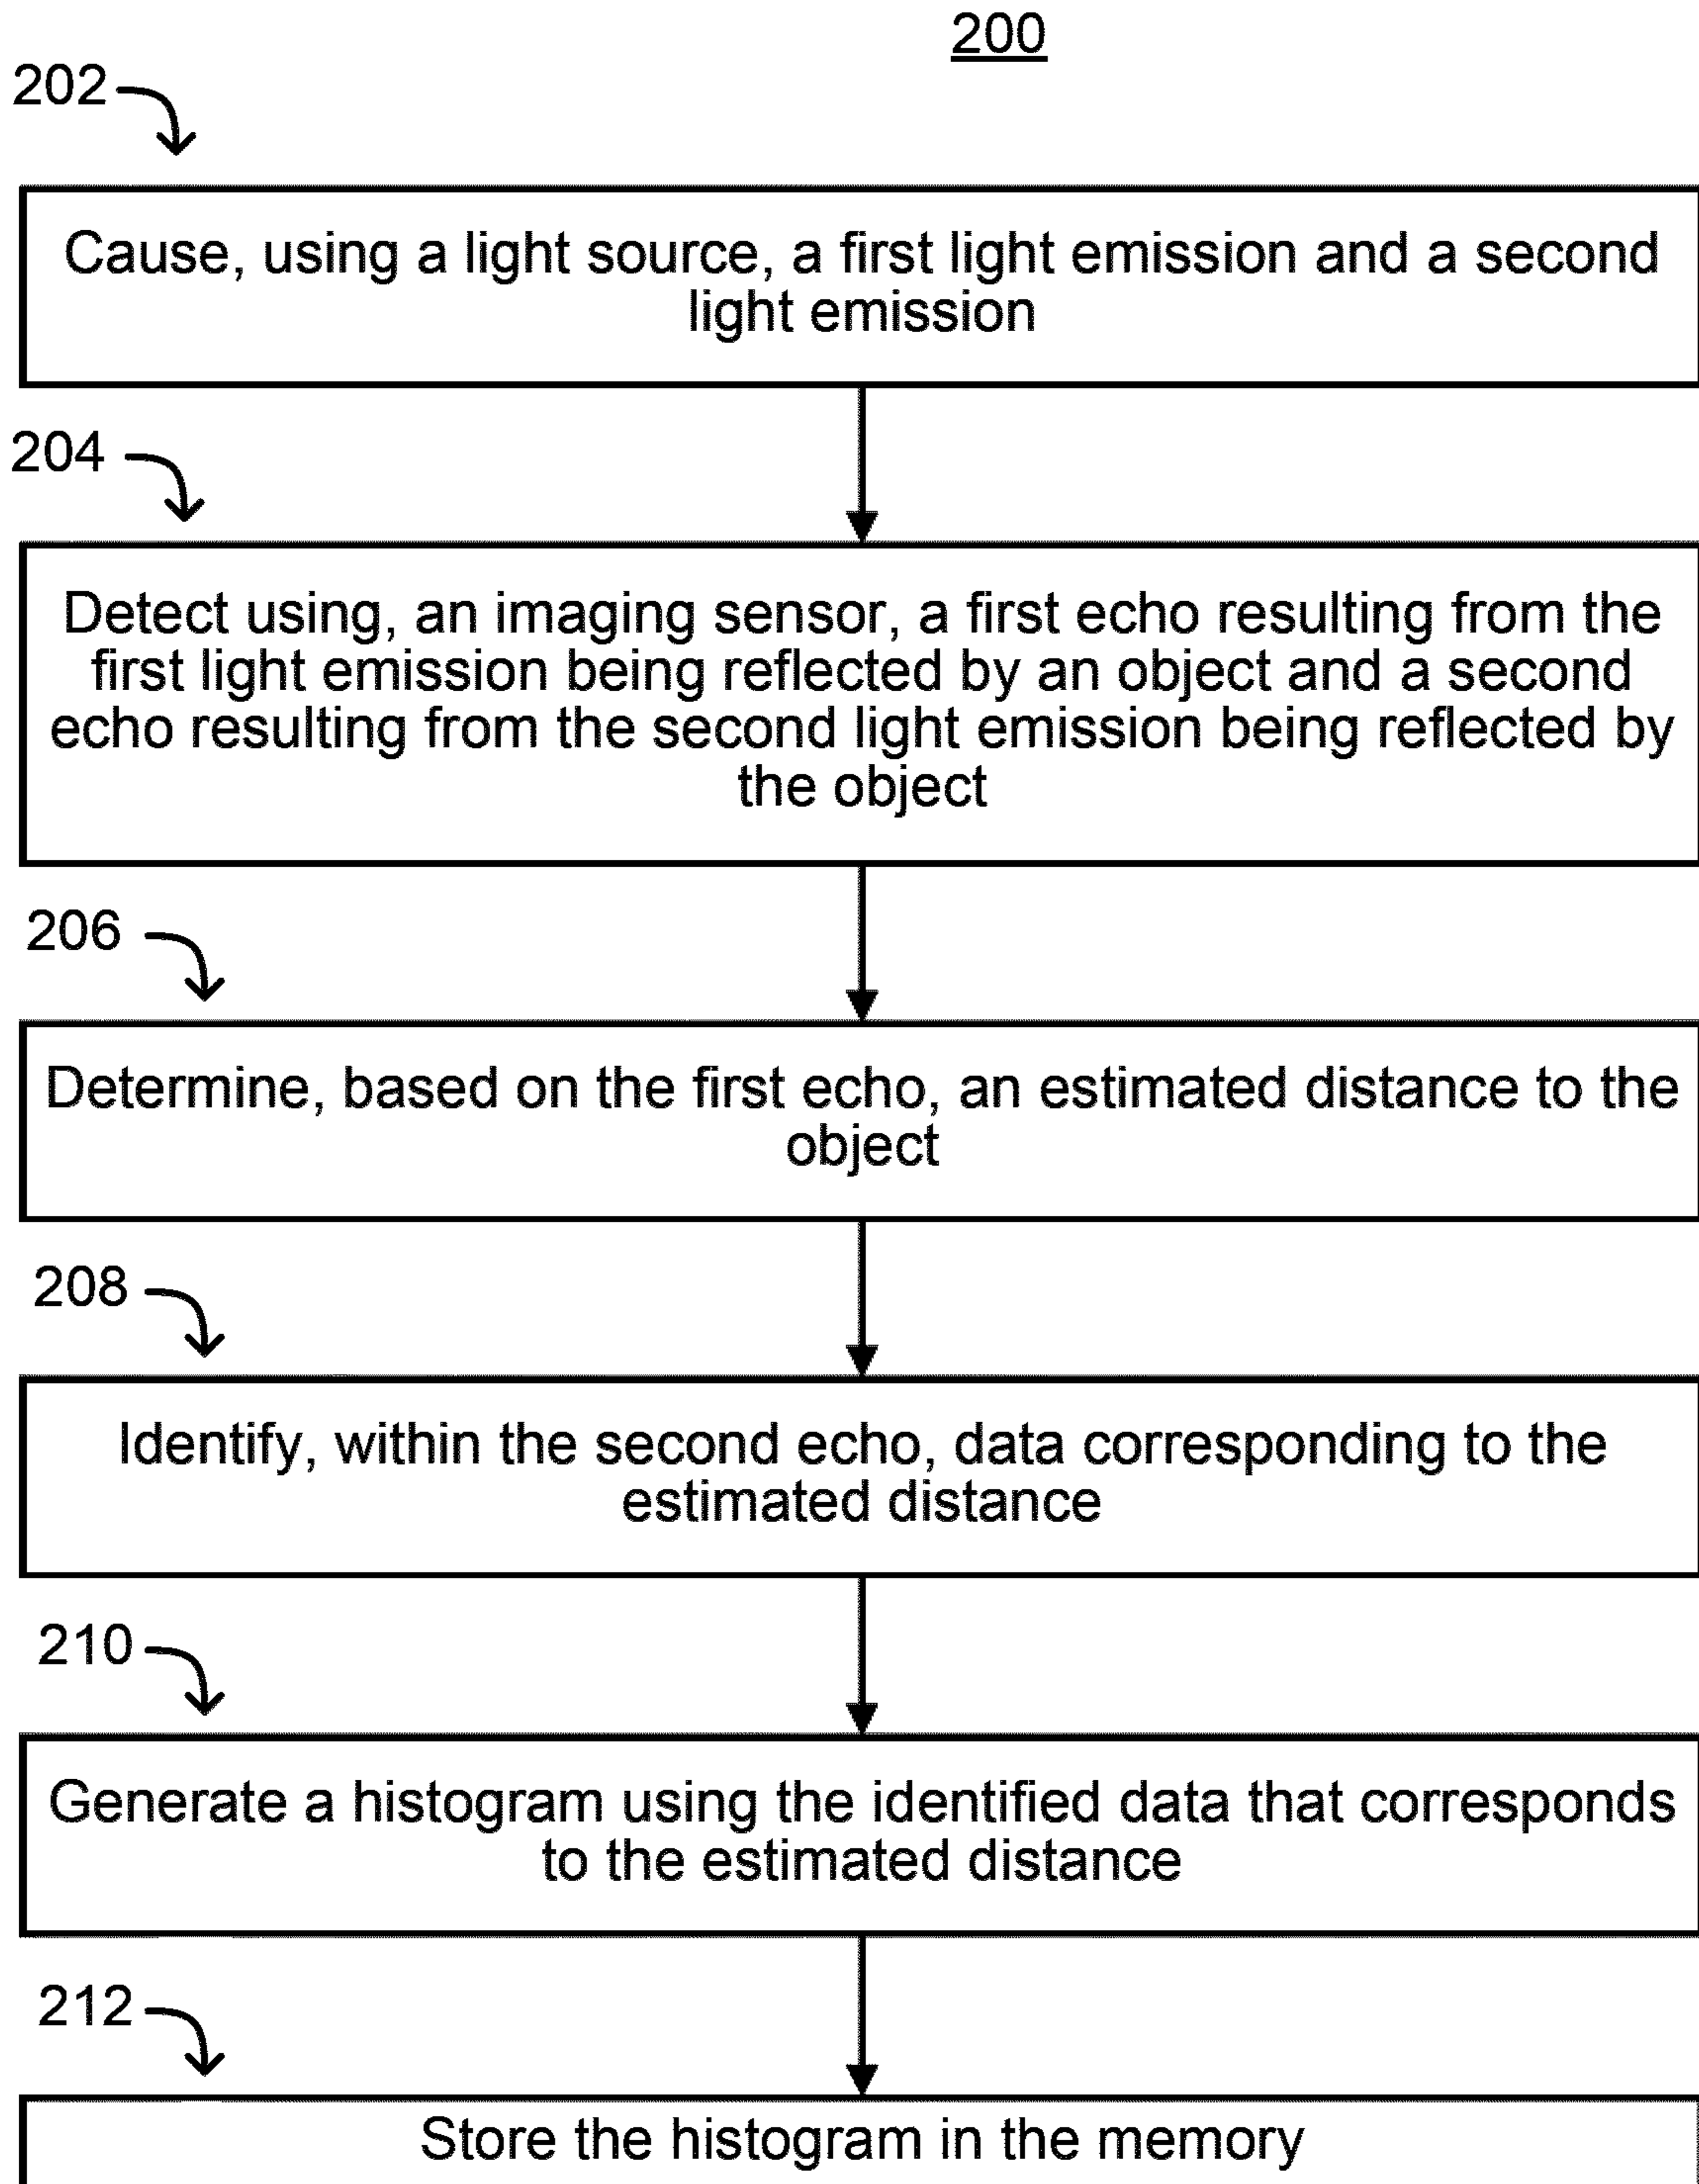 200
202
Cause, using a light source, a first light emission and a second
light emission
204
Detect using, an imaging sensor, a first echo resulting from the
first light emission being reflected by an object and a second
echo resulting from the second light emission being reflected by
the object
206
Determine, based on the first echo, an estimated distance to the
object
208
Identify, within the second echo, data corresponding to the
estimated distance
210
Generate a histogram using the identified data that corresponds
to the estimated distance
212
Store the histogram in the memory